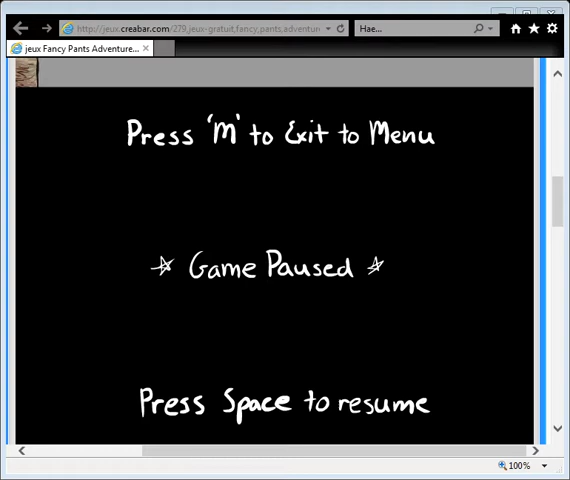 http://jeux.creabar.com/279,jeux-gratuit,fancy,pants,adventure
Hae...
jeux Fancy Pants Adventure...
Press 'M' to Exit to Menu
☆ Game Paused ☆
Press Space to resume
100%